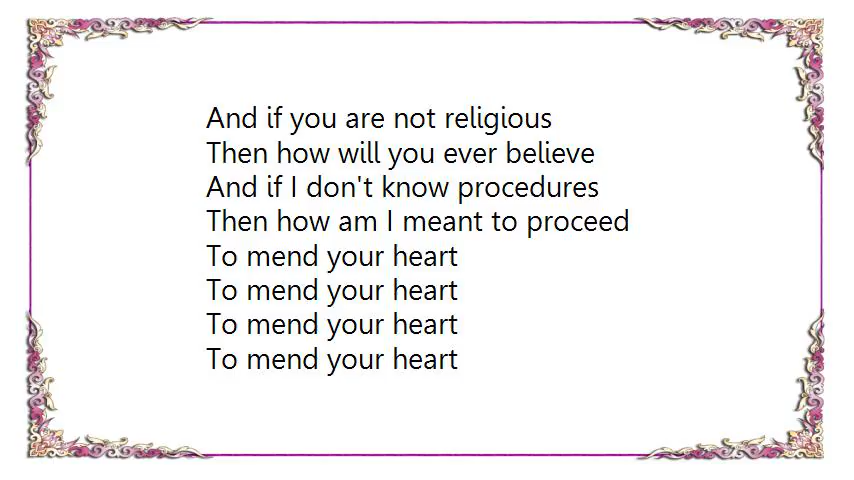 And if you are not religious
Then how will you ever believe
And if I don't know procedures
Then how am I meant to proceed
To mend your heart
To mend your heart
To mend your heart
To mend your heart